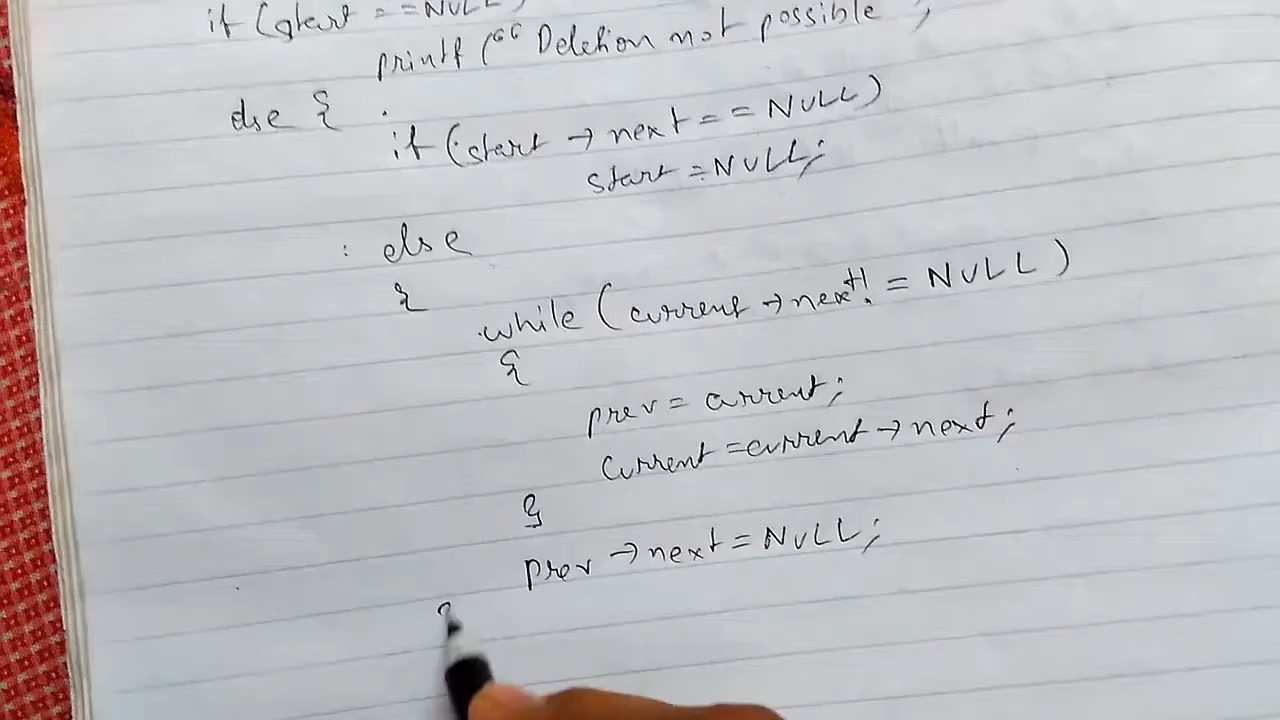 if (start = = NULL)
printf ("Deletion not possible ;
else {
if (start → next = = NULL)
start = NULL;
else
{
while (current → next != NULL)
{
prev = current;
current = current → next;
}
prev → next = NULL;